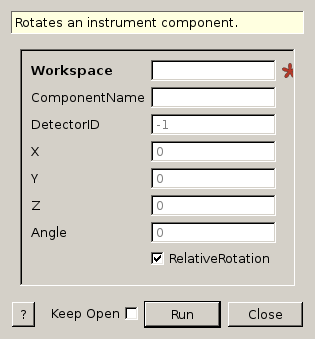 Rotates an instrument component.
Workspace
ComponentName
DetectorID -1
X 0
Y 0
Z 0
Angle 0
RelativeRotation
? Keep Open Run Close